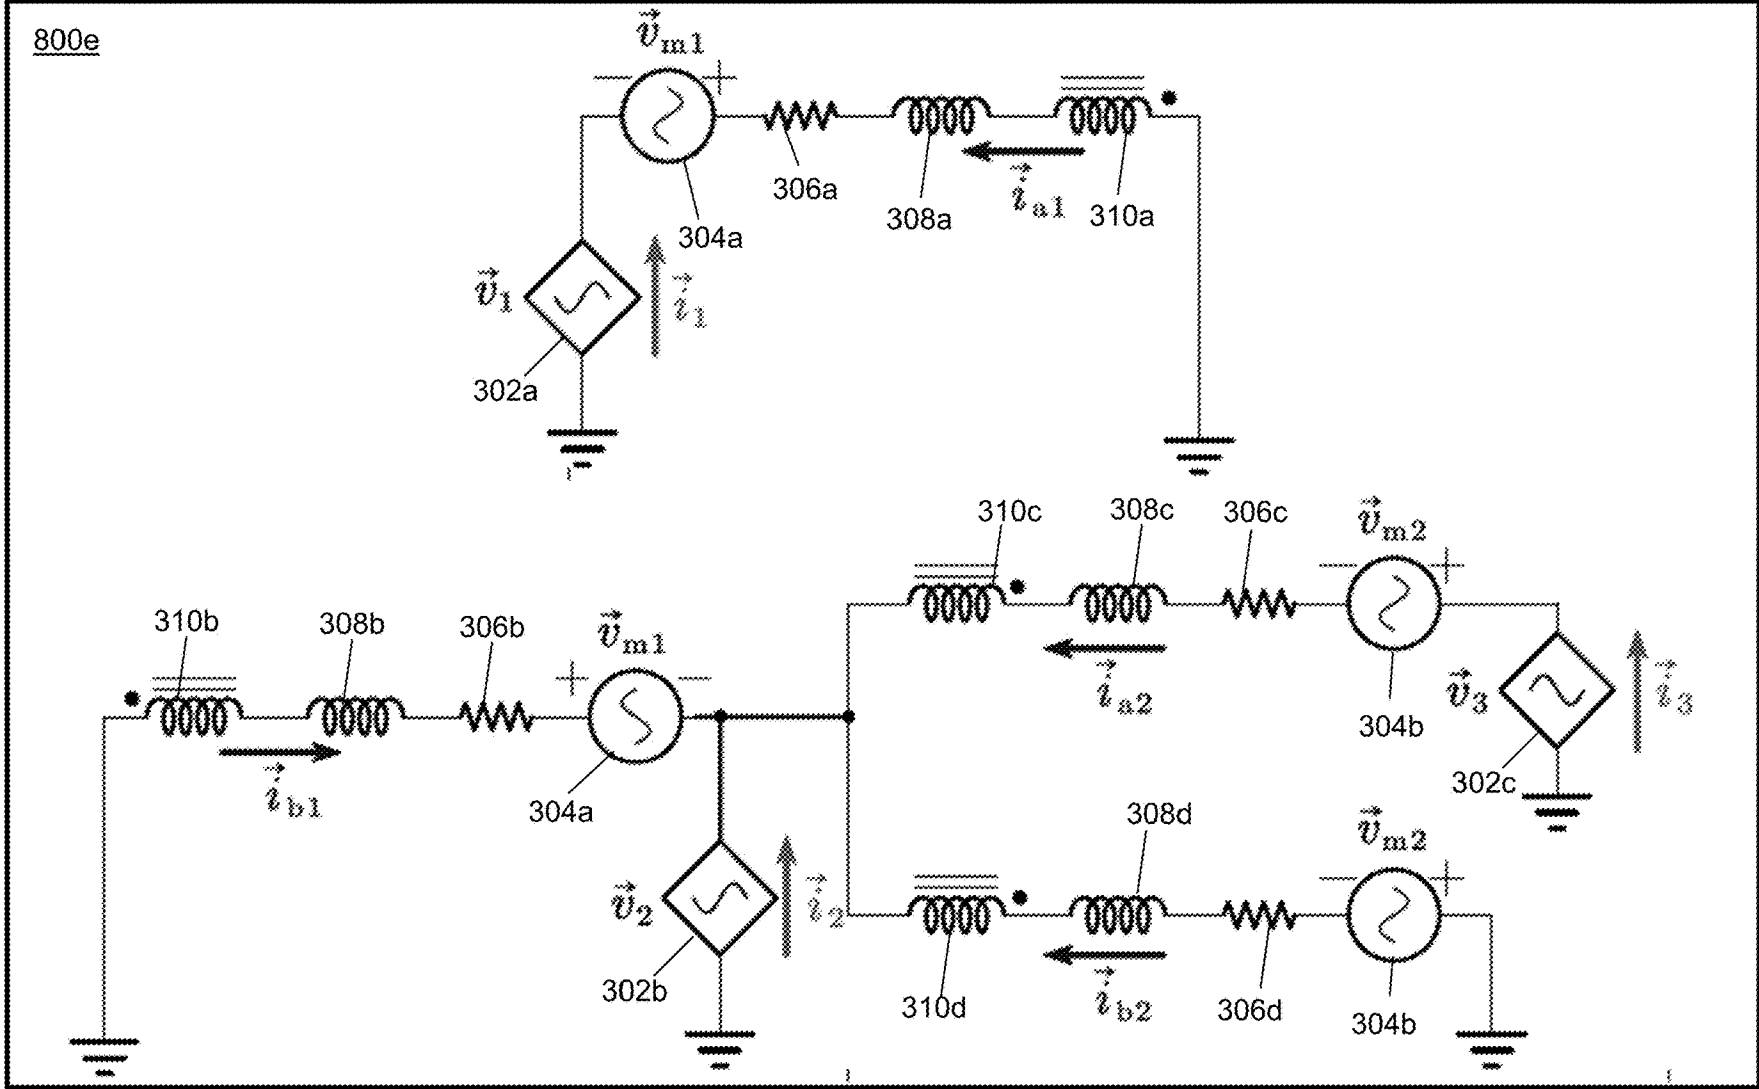 800e
v⃗m1
− +
306a
308a
i⃗a1
310a
304a
v⃗1
i⃗1
302a
310c
308c
306c
v⃗m2
− +
310b
308b
306b
v⃗m1
+ −
i⃗a2
v⃗3
i⃗3
304b
i⃗b1
304a
302c
308d
v⃗m2
− +
v⃗2
i⃗2
302b
310d
i⃗b2
306d
304b